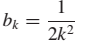 b_k = \frac{1}{2k^2}